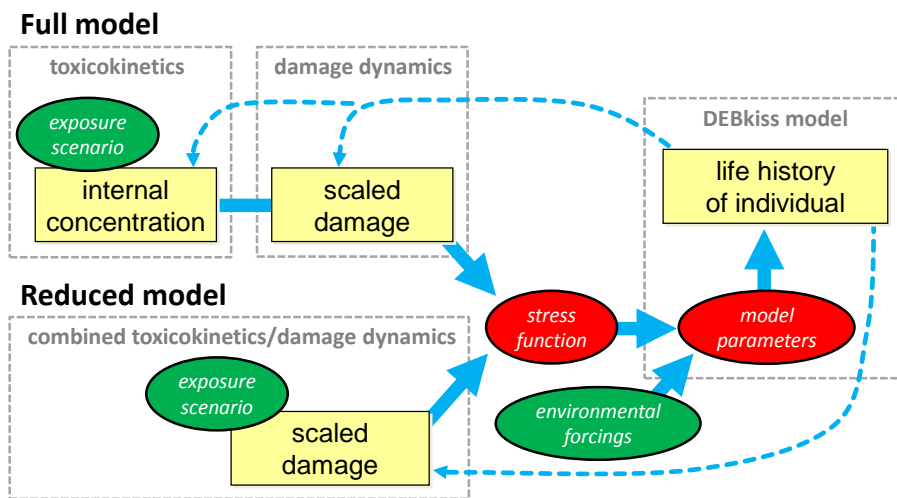 Full model
toxicokinetics
damage dynamics
exposure
scenario
internal
concentration
scaled
damage
DEBkiss model
life history
of individual
Reduced model
combined toxicokinetics/damage dynamics
exposure
scenario
scaled
damage
stress
function
model
parameters
environmental
forcings